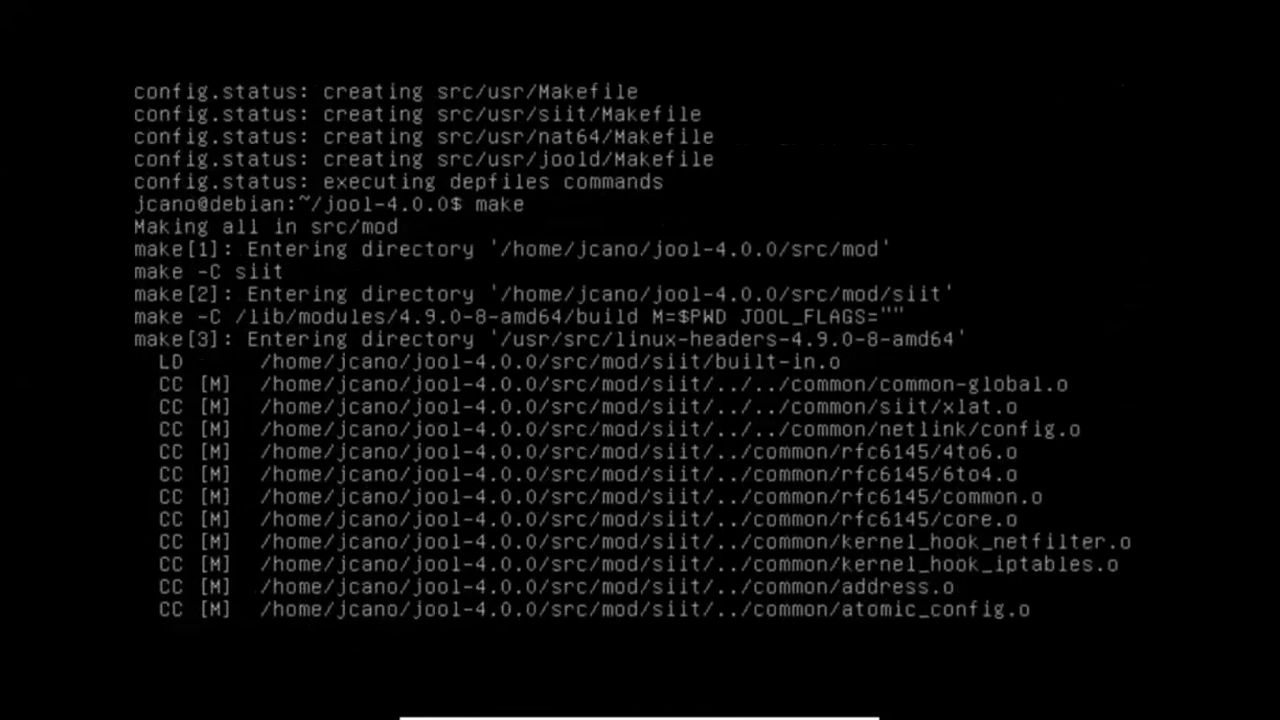 config.status: creating src/usr/Makefile
config.status: creating src/usr/siit/Makefile
config.status: creating src/usr/nat64/Makefile
config.status: creating src/usr/joold/Makefile
config.status: executing depfiles commands
jcano@debian:~/jool-4.0.0$ make
Making all in src/mod
make[1]: Entering directory '/home/jcano/jool-4.0.0/src/mod'
make -C siit
make[2]: Entering directory '/home/jcano/jool-4.0.0/src/mod/siit'
make -C /lib/modules/4.9.0-8-amd64/build M=$PWD JOOL_FLAGS=""
make[3]: Entering directory '/usr/src/linux-headers-4.9.0-8-amd64'
  LD      /home/jcano/jool-4.0.0/src/mod/siit/built-in.o
  CC [M]  /home/jcano/jool-4.0.0/src/mod/siit/../../common/common-global.o
  CC [M]  /home/jcano/jool-4.0.0/src/mod/siit/../../common/siit/xlat.o
  CC [M]  /home/jcano/jool-4.0.0/src/mod/siit/../../common/netlink/config.o
  CC [M]  /home/jcano/jool-4.0.0/src/mod/siit/../common/rfc6145/4to6.o
  CC [M]  /home/jcano/jool-4.0.0/src/mod/siit/../common/rfc6145/6to4.o
  CC [M]  /home/jcano/jool-4.0.0/src/mod/siit/../common/rfc6145/common.o
  CC [M]  /home/jcano/jool-4.0.0/src/mod/siit/../common/rfc6145/core.o
  CC [M]  /home/jcano/jool-4.0.0/src/mod/siit/../common/kernel_hook_netfilter.o
  CC [M]  /home/jcano/jool-4.0.0/src/mod/siit/../common/kernel_hook_iptables.o
  CC [M]  /home/jcano/jool-4.0.0/src/mod/siit/../common/address.o
  CC [M]  /home/jcano/jool-4.0.0/src/mod/siit/../common/atomic_config.o